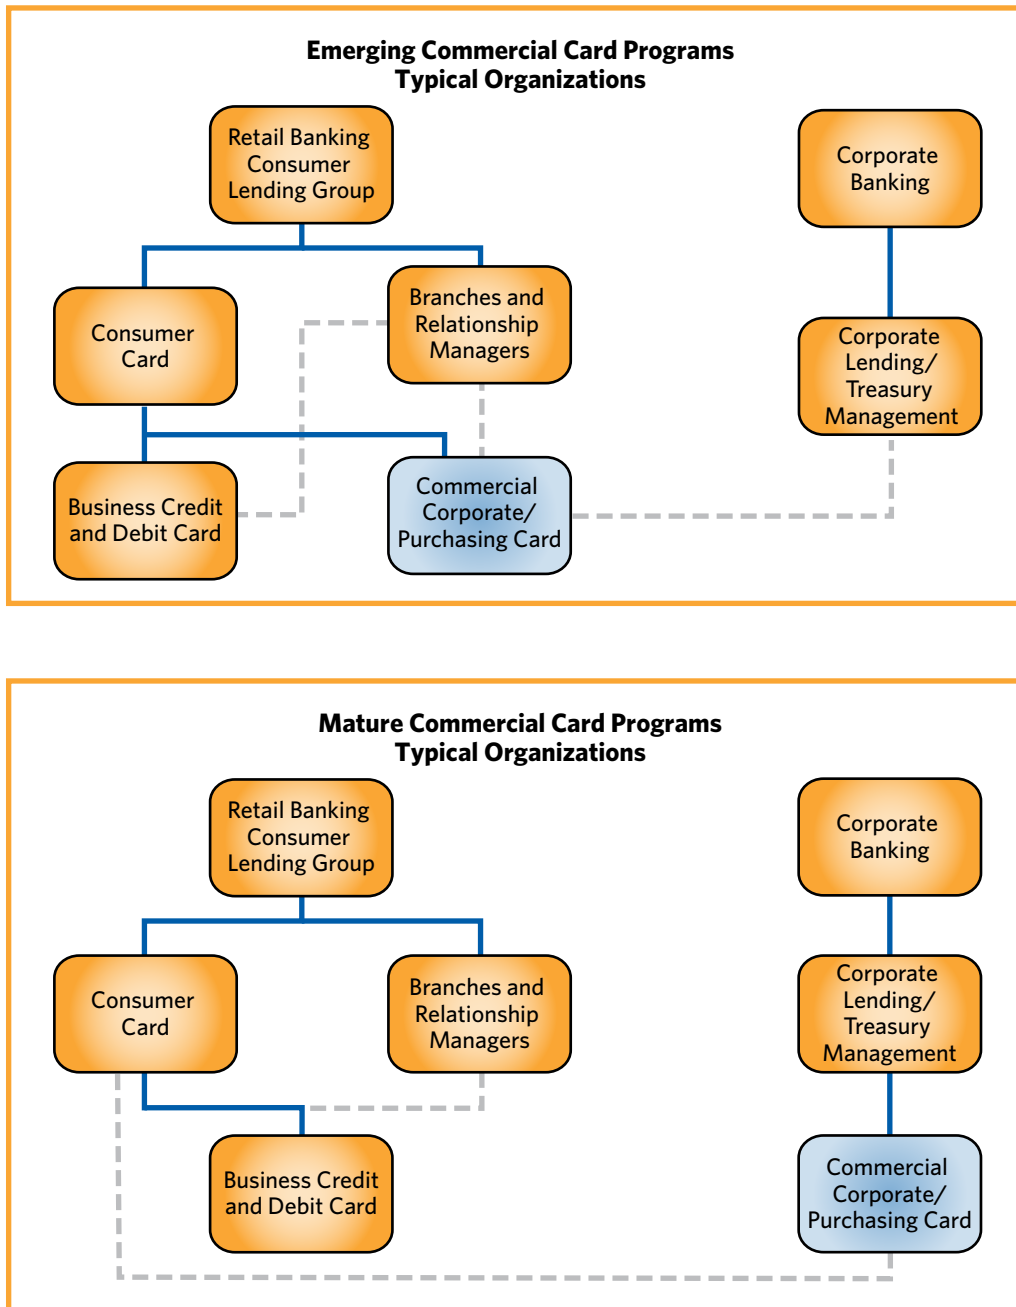 Emerging Commercial Card Programs
Typical Organizations
Retail Banking
Consumer
Lending Group
Corporate
Banking
Consumer
Card
Branches and
Relationship
Managers
Corporate
Lending/
Treasury
Management
Business Credit
and Debit Card
Commercial
Corporate/
Purchasing Card
Mature Commercial Card Programs
Typical Organizations
Retail Banking
Consumer
Lending Group
Corporate
Banking
Consumer
Card
Branches and
Relationship
Managers
Corporate
Lending/
Treasury
Management
Business Credit
and Debit Card
Commercial
Corporate/
Purchasing Card